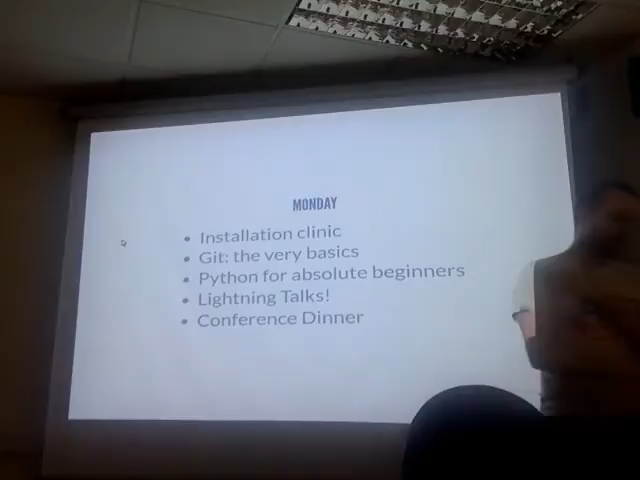 MONDAY
• Installation clinic
• Git: the very basics
• Python for absolute beginners
• Lightning Talks!
• Conference Dinner